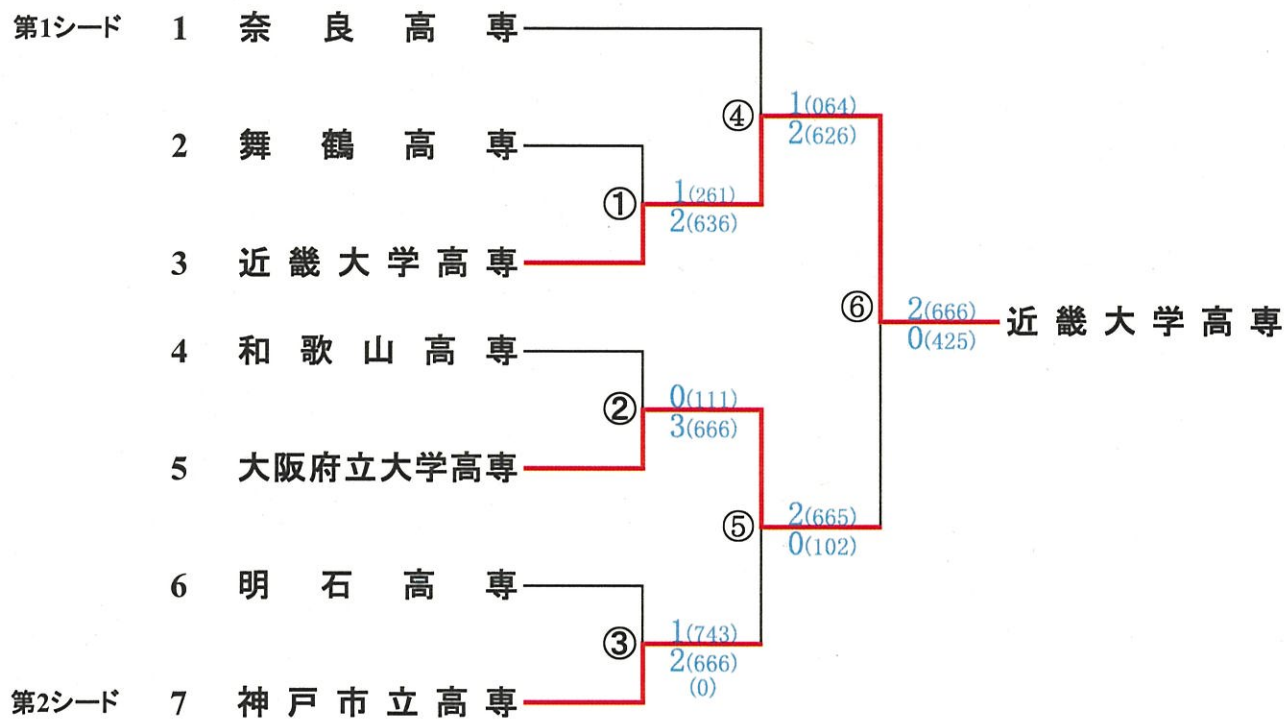 第1シード 1 奈良高専
④ 1(064)
2(626)
2 舞鶴高専
① 1(261)
2(636)
3 近畿大学高専
⑥ 2(666)
0(425)
近畿大学高専
4 和歌山高専
② 0(111)
3(666)
5 大阪府立大学高専
⑤ 2(665)
0(102)
6 明石高専
③ 1(743)
2(666)
(0)
第2シード 7 神戸市立高専